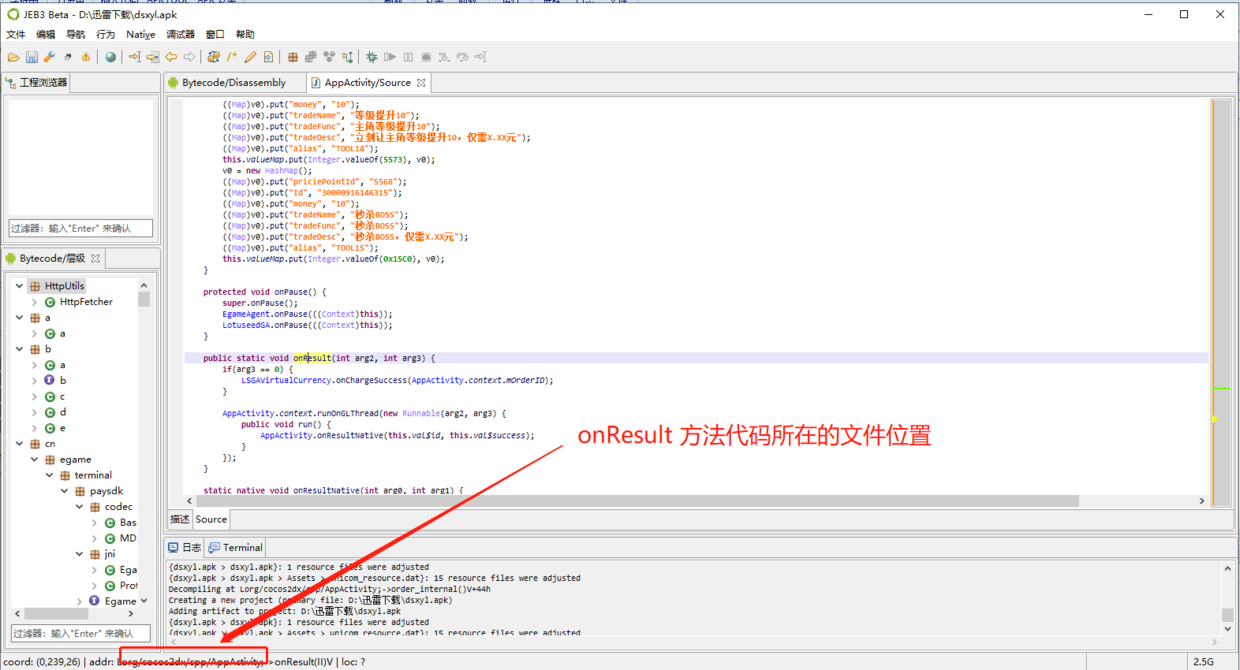 JEB3 Beta - D:\迅雷下载\dsxyl.apk
文件 编辑 导航 行为 Native 调试器 窗口 帮助
工程浏览器
Bytecode/Disassembly AppActivity/Source
((Map)v0).put("money", "10");
((Map)v0).put("tradeName", "等级提升10");
((Map)v0).put("tradeFunc", "主角等级提升10");
((Map)v0).put("tradeDesc", "立刻让主角等级提升10，仅需X.XX元");
((Map)v0).put("alias", "TOOL14");
this.valueMap.put(Integer.valueOf(5573), v0);
v0 = new HashMap();
((Map)v0).put("priciePointId", "5568");
((Map)v0).put("Id", "30000916146315");
((Map)v0).put("money", "10");
((Map)v0).put("tradeName", "秒杀BOSS");
((Map)v0).put("tradeFunc", "秒杀BOSS");
((Map)v0).put("tradeDesc", "秒杀BOSS，仅需X.XX元");
((Map)v0).put("alias", "TOOL15");
this.valueMap.put(Integer.valueOf(0x15C0), v0);
}
protected void onPause() {
super.onPause();
EgameAgent.onPause(((Context)this));
LotuseedGA.onPause(((Context)this));
}
public static void onResult(int arg2, int arg3) {
if(arg3 == 0) {
LSGAVirtualCurrency.onChargeSuccess(AppActivity.context.mOrderID);
}
AppActivity.context.runOnGLThread(new Runnable(arg2, arg3) {
public void run() {
AppActivity.onResultNative(this.val$id, this.val$success);
}
});
}
static native void onResultNative(int arg0, int arg1) {
onResult 方法代码所在的文件位置
过滤器：输入"Enter" 来确认
Bytecode/层级
HttpUtils
HttpFetcher
a
a
b
a
b
c
d
e
cn
egame
terminal
paysdk
codec
Bas
MD
jni
Ega
Prot
Egame
过滤器：输入"Enter" 来确认
描述 Source
日志 Terminal
{dsxyl.apk > dsxyl.apk}: 1 resource files were adjusted
{dsxyl.apk > dsxyl.apk > Assets > unicom_resource.dat}: 15 resource files were adjusted
Decompiling at Lorg/cocos2dx/cpp/AppActivity;->order_internal()V+44h
Creating a new project (primary file: D:\迅雷下载\dsxyl.apk)
Adding artifact to project: D:\迅雷下载\dsxyl.apk
{dsxyl.apk > dsxyl.apk}: 1 resource files were adjusted
{dsxyl.apk > dsxyl.apk > Assets > unicom_resource.dat}: 15 resource files were adjusted
coord: (0,239,26) | addr: Lorg/cocos2dx/cpp/AppActivity;->onResult(II)V | loc: ?
2.5G